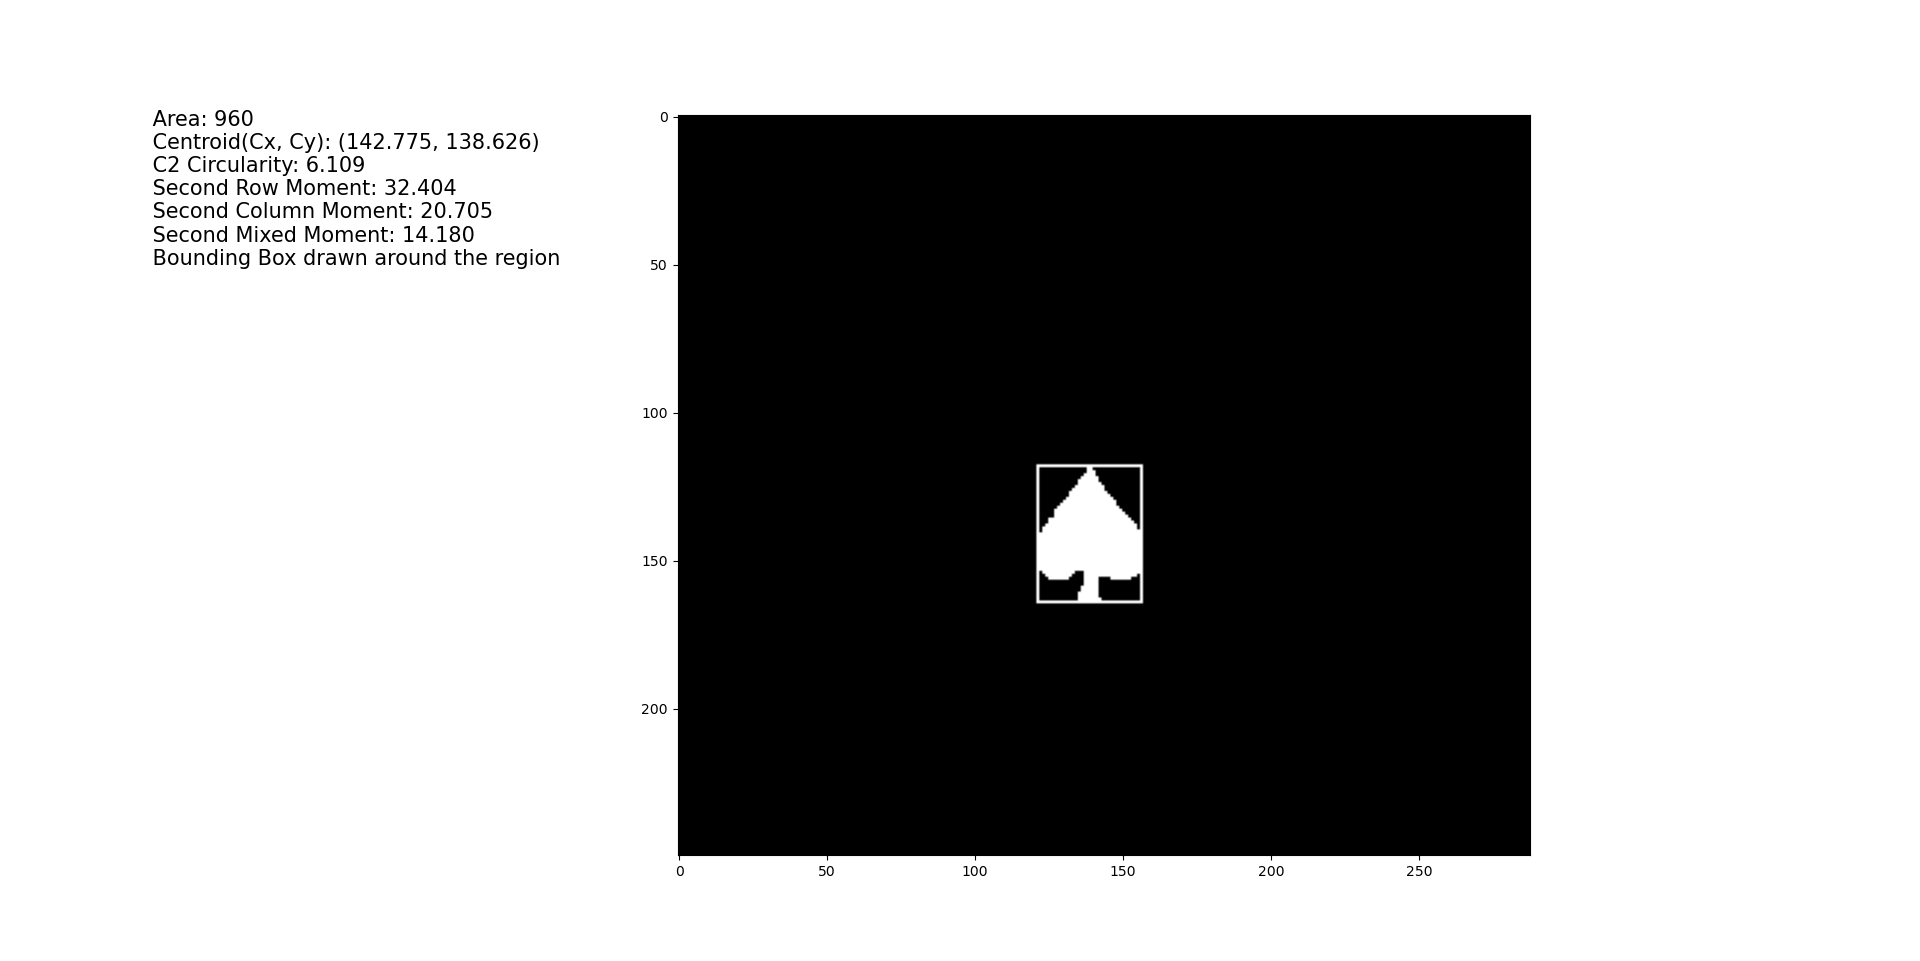 Area: 960
Centroid(Cx, Cy): (142.775, 138.626)
C2 Circularity: 6.109
Second Row Moment: 32.404
Second Column Moment: 20.705
Second Mixed Moment: 14.180
Bounding Box drawn around the region
0
50
100
150
200
0 50 100 150 200 250